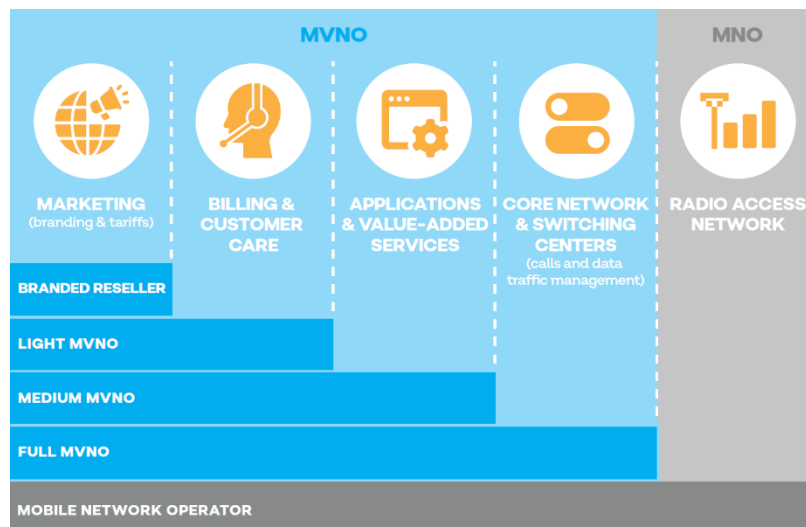 MVNO
MNO
MARKETING
(branding & tariffs)
BILLING &
CUSTOMER
CARE
APPLICATIONS
& VALUE-ADDED
SERVICES
CORE NETWORK
& SWITCHING
CENTERS
(calls and data
traffic management)
RADIO ACCESS
NETWORK
BRANDED RESELLER
LIGHT MVNO
MEDIUM MVNO
FULL MVNO
MOBILE NETWORK OPERATOR